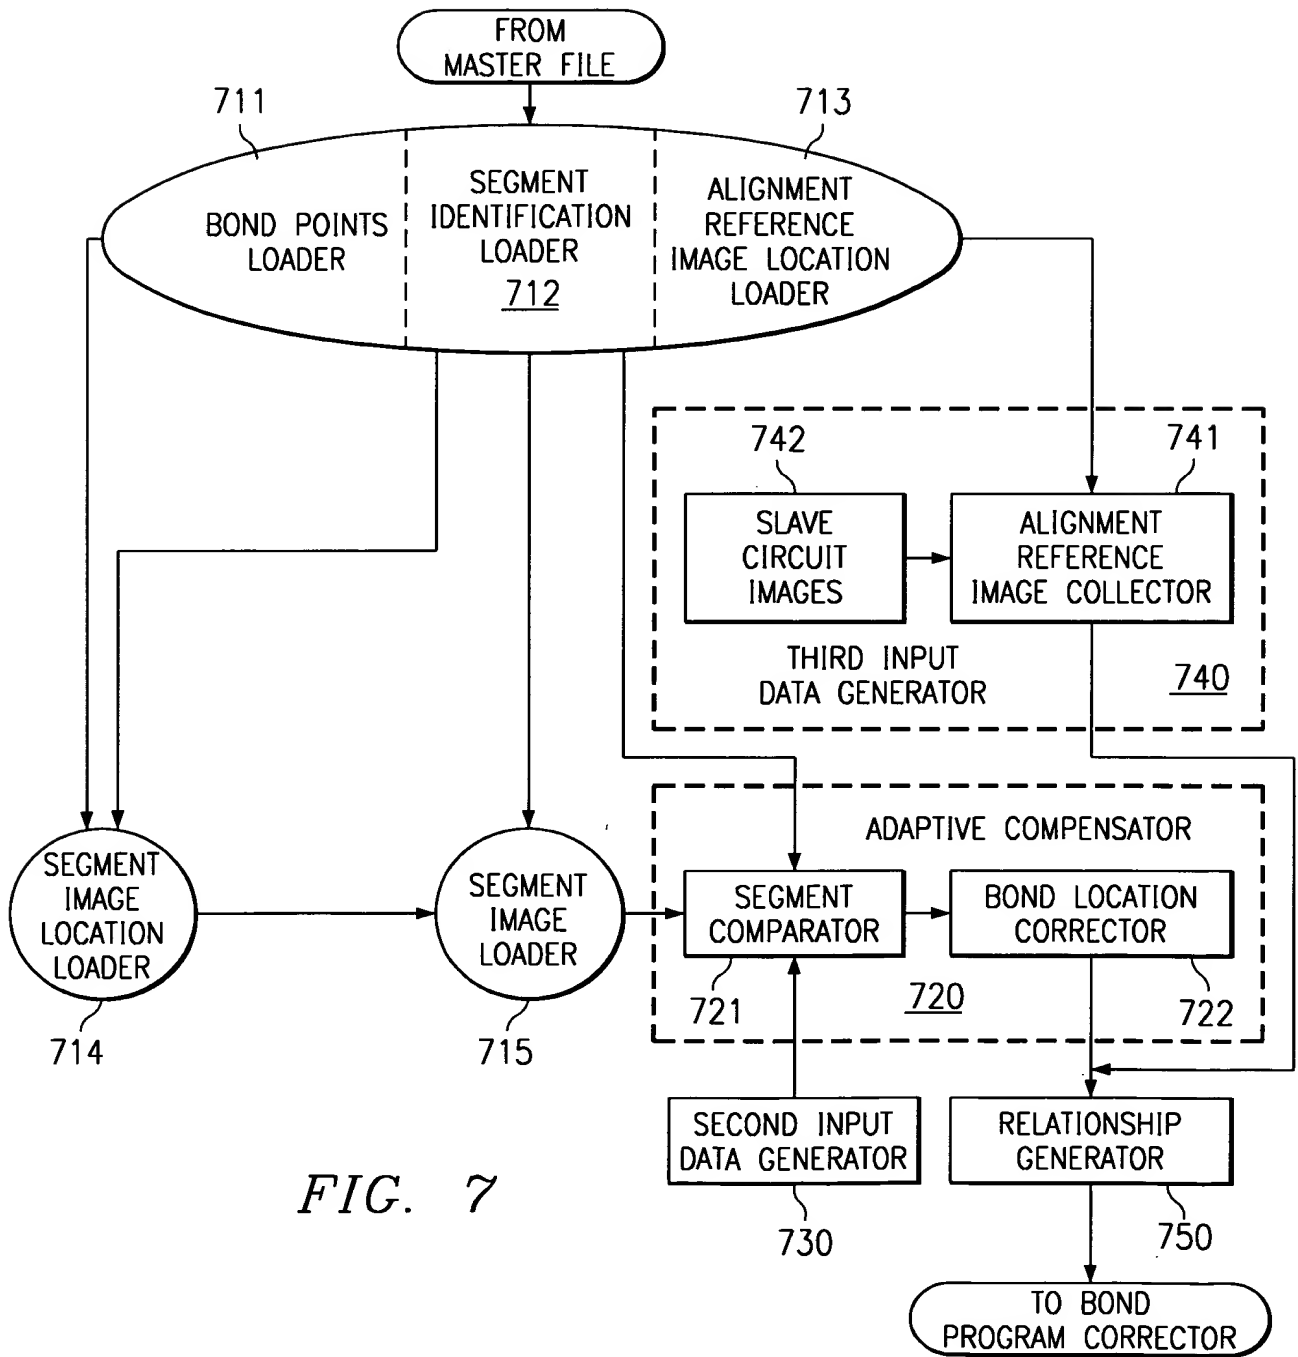 FROM
MASTER FILE
711
713
BOND POINTS
LOADER
SEGMENT
IDENTIFICATION
LOADER
712
ALIGNMENT
REFERENCE
IMAGE LOCATION
LOADER
742
741
SLAVE
CIRCUIT
IMAGES
ALIGNMENT
REFERENCE
IMAGE COLLECTOR
THIRD INPUT
DATA GENERATOR
740
ADAPTIVE COMPENSATOR
SEGMENT
IMAGE
LOCATION
LOADER
714
SEGMENT
IMAGE
LOADER
715
SEGMENT
COMPARATOR
721
BOND LOCATION
CORRECTOR
722
720
SECOND INPUT
DATA GENERATOR
730
RELATIONSHIP
GENERATOR
750
FIG. 7
TO BOND
PROGRAM CORRECTOR